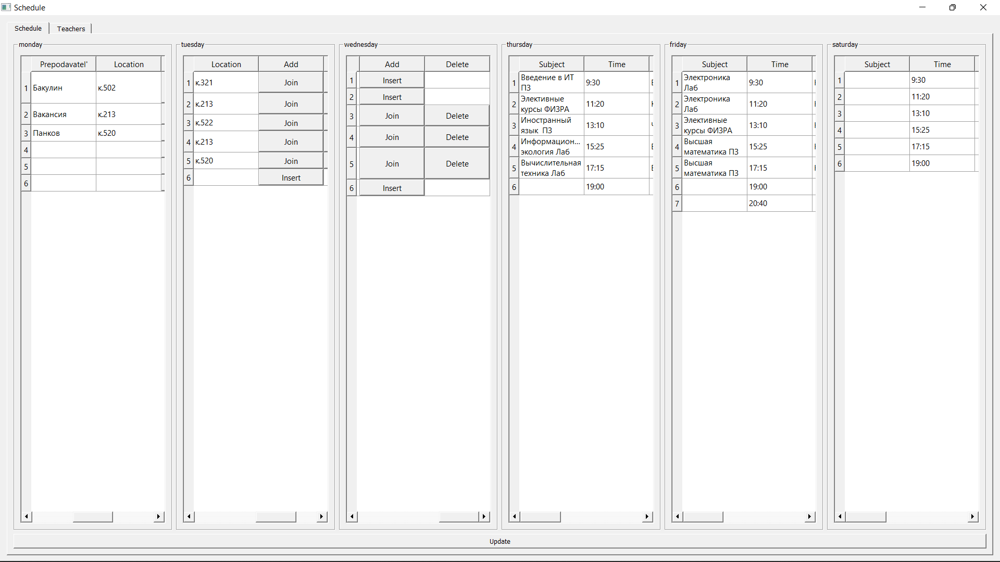 Schedule
Schedule Teachers
monday
Prepodavatel' Location
1 Бакулин к.502
2 Вакансия к.213
3 Панков к.520
4
5
6
tuesday
Location Add
1 к.321 Join
2 к.213 Join
3 к.522 Join
4 к.213 Join
5 к.520 Join
6 Insert
wednesday
Add Delete
1 Insert
2 Insert
3 Join Delete
4 Join Delete
5 Join Delete
6 Insert
thursday
Subject Time
1 Введение в ИТ 9:30
ПЗ
2 Элективные 11:20
курсы ФИЗРА
3 Иностранный 13:10
язык ПЗ
4 Информацион... 15:25
экология Лаб
5 Вычислительная 17:15
техника Лаб
6 19:00
friday
Subject Time
1 Электроника 9:30
Лаб
2 Электроника 11:20
Лаб
3 Элективные 13:10
курсы ФИЗРА
4 Высшая 15:25
математика ПЗ
5 Высшая 17:15
математика ПЗ
6 19:00
7 20:40
saturday
Subject Time
1 9:30
2 11:20
3 13:10
4 15:25
5 17:15
6 19:00
Update